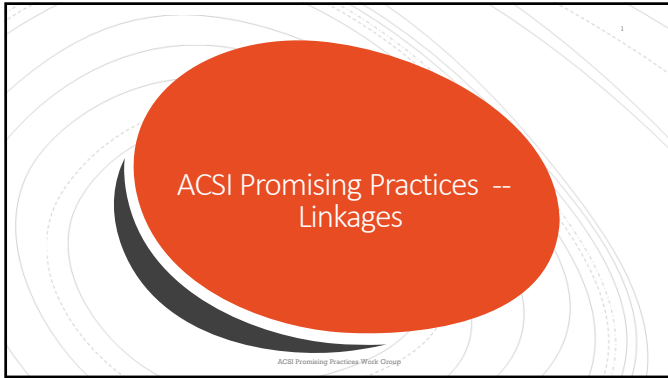 1
ACSI Promising Practices --
Linkages
ACSI Promising Practices Work Group